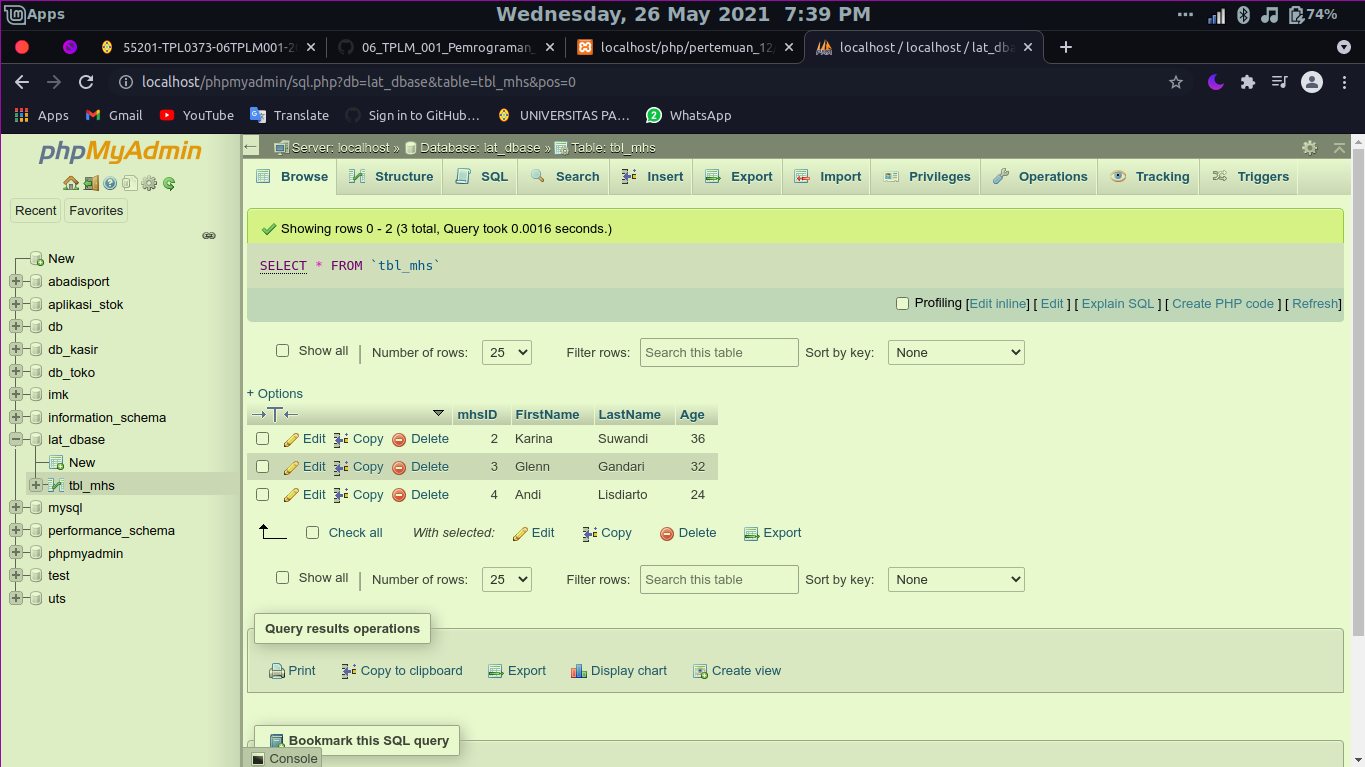 Apps Wednesday, 26 May 2021 7:39 PM 74%
55201-TPL0373-06TPLM001-2 06_TPLM_001_Pemrograman_ localhost/php/pertemuan_12/ localhost / localhost / lat_dba
localhost/phpmyadmin/sql.php?db=lat_dbase&table=tbl_mhs&pos=0
Apps Gmail YouTube Translate Sign in to GitHub... UNIVERSITAS PA... WhatsApp
phpMyAdmin
Recent Favorites
New
abadisport
aplikasi_stok
db
db_kasir
db_toko
imk
information_schema
lat_dbase
New
tbl_mhs
mysql
performance_schema
phpmyadmin
test
uts
Server: localhost » Database: lat_dbase » Table: tbl_mhs
Browse Structure SQL Search Insert Export Import Privileges Operations Tracking Triggers
Showing rows 0 - 2 (3 total, Query took 0.0016 seconds.)
SELECT * FROM `tbl_mhs`
Profiling [Edit inline] [ Edit ] [ Explain SQL ] [ Create PHP code ] [ Refresh]
Show all | Number of rows: 25 Filter rows: Search this table Sort by key: None
+ Options
mhsID FirstName LastName Age
Edit Copy Delete 2 Karina Suwandi 36
Edit Copy Delete 3 Glenn Gandari 32
Edit Copy Delete 4 Andi Lisdiarto 24
Check all With selected: Edit Copy Delete Export
Show all | Number of rows: 25 Filter rows: Search this table Sort by key: None
Query results operations
Print Copy to clipboard Export Display chart Create view
Bookmark this SQL query
Console